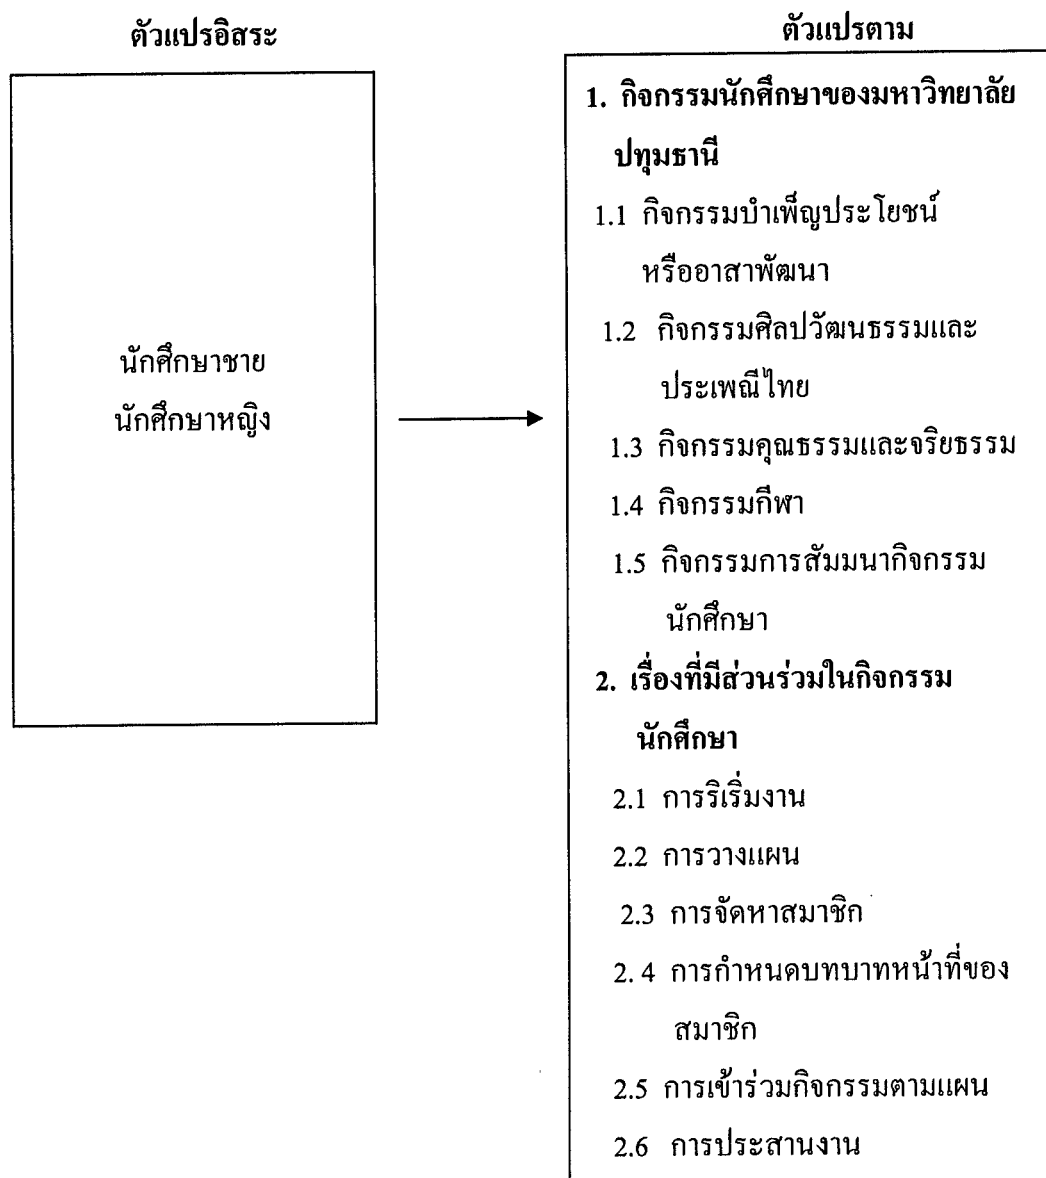 ตัวแปรอิสระ
นักศึกษาชาย
นักศึกษาหญิง
ตัวแปรตาม
1. กิจกรรมนักศึกษาของมหาวิทยาลัย
ปทุมธานี
1.1 กิจกรรมบำเพ็ญประโยชน์
หรืออาสาพัฒนา
1.2 กิจกรรมศิลปวัฒนธรรมและ
ประเพณีไทย
1.3 กิจกรรมคุณธรรมและจริยธรรม
1.4 กิจกรรมกีฬา
1.5 กิจกรรมการสัมมนากิจกรรม
นักศึกษา
2. เรื่องที่มีส่วนร่วมในกิจกรรม
นักศึกษา
2.1 การริเริ่มงาน
2.2 การวางแผน
2.3 การจัดหาสมาชิก
2. 4 การกำหนดบทบาทหน้าที่ของ
สมาชิก
2.5 การเข้าร่วมกิจกรรมตามแผน
2.6 การประสานงาน